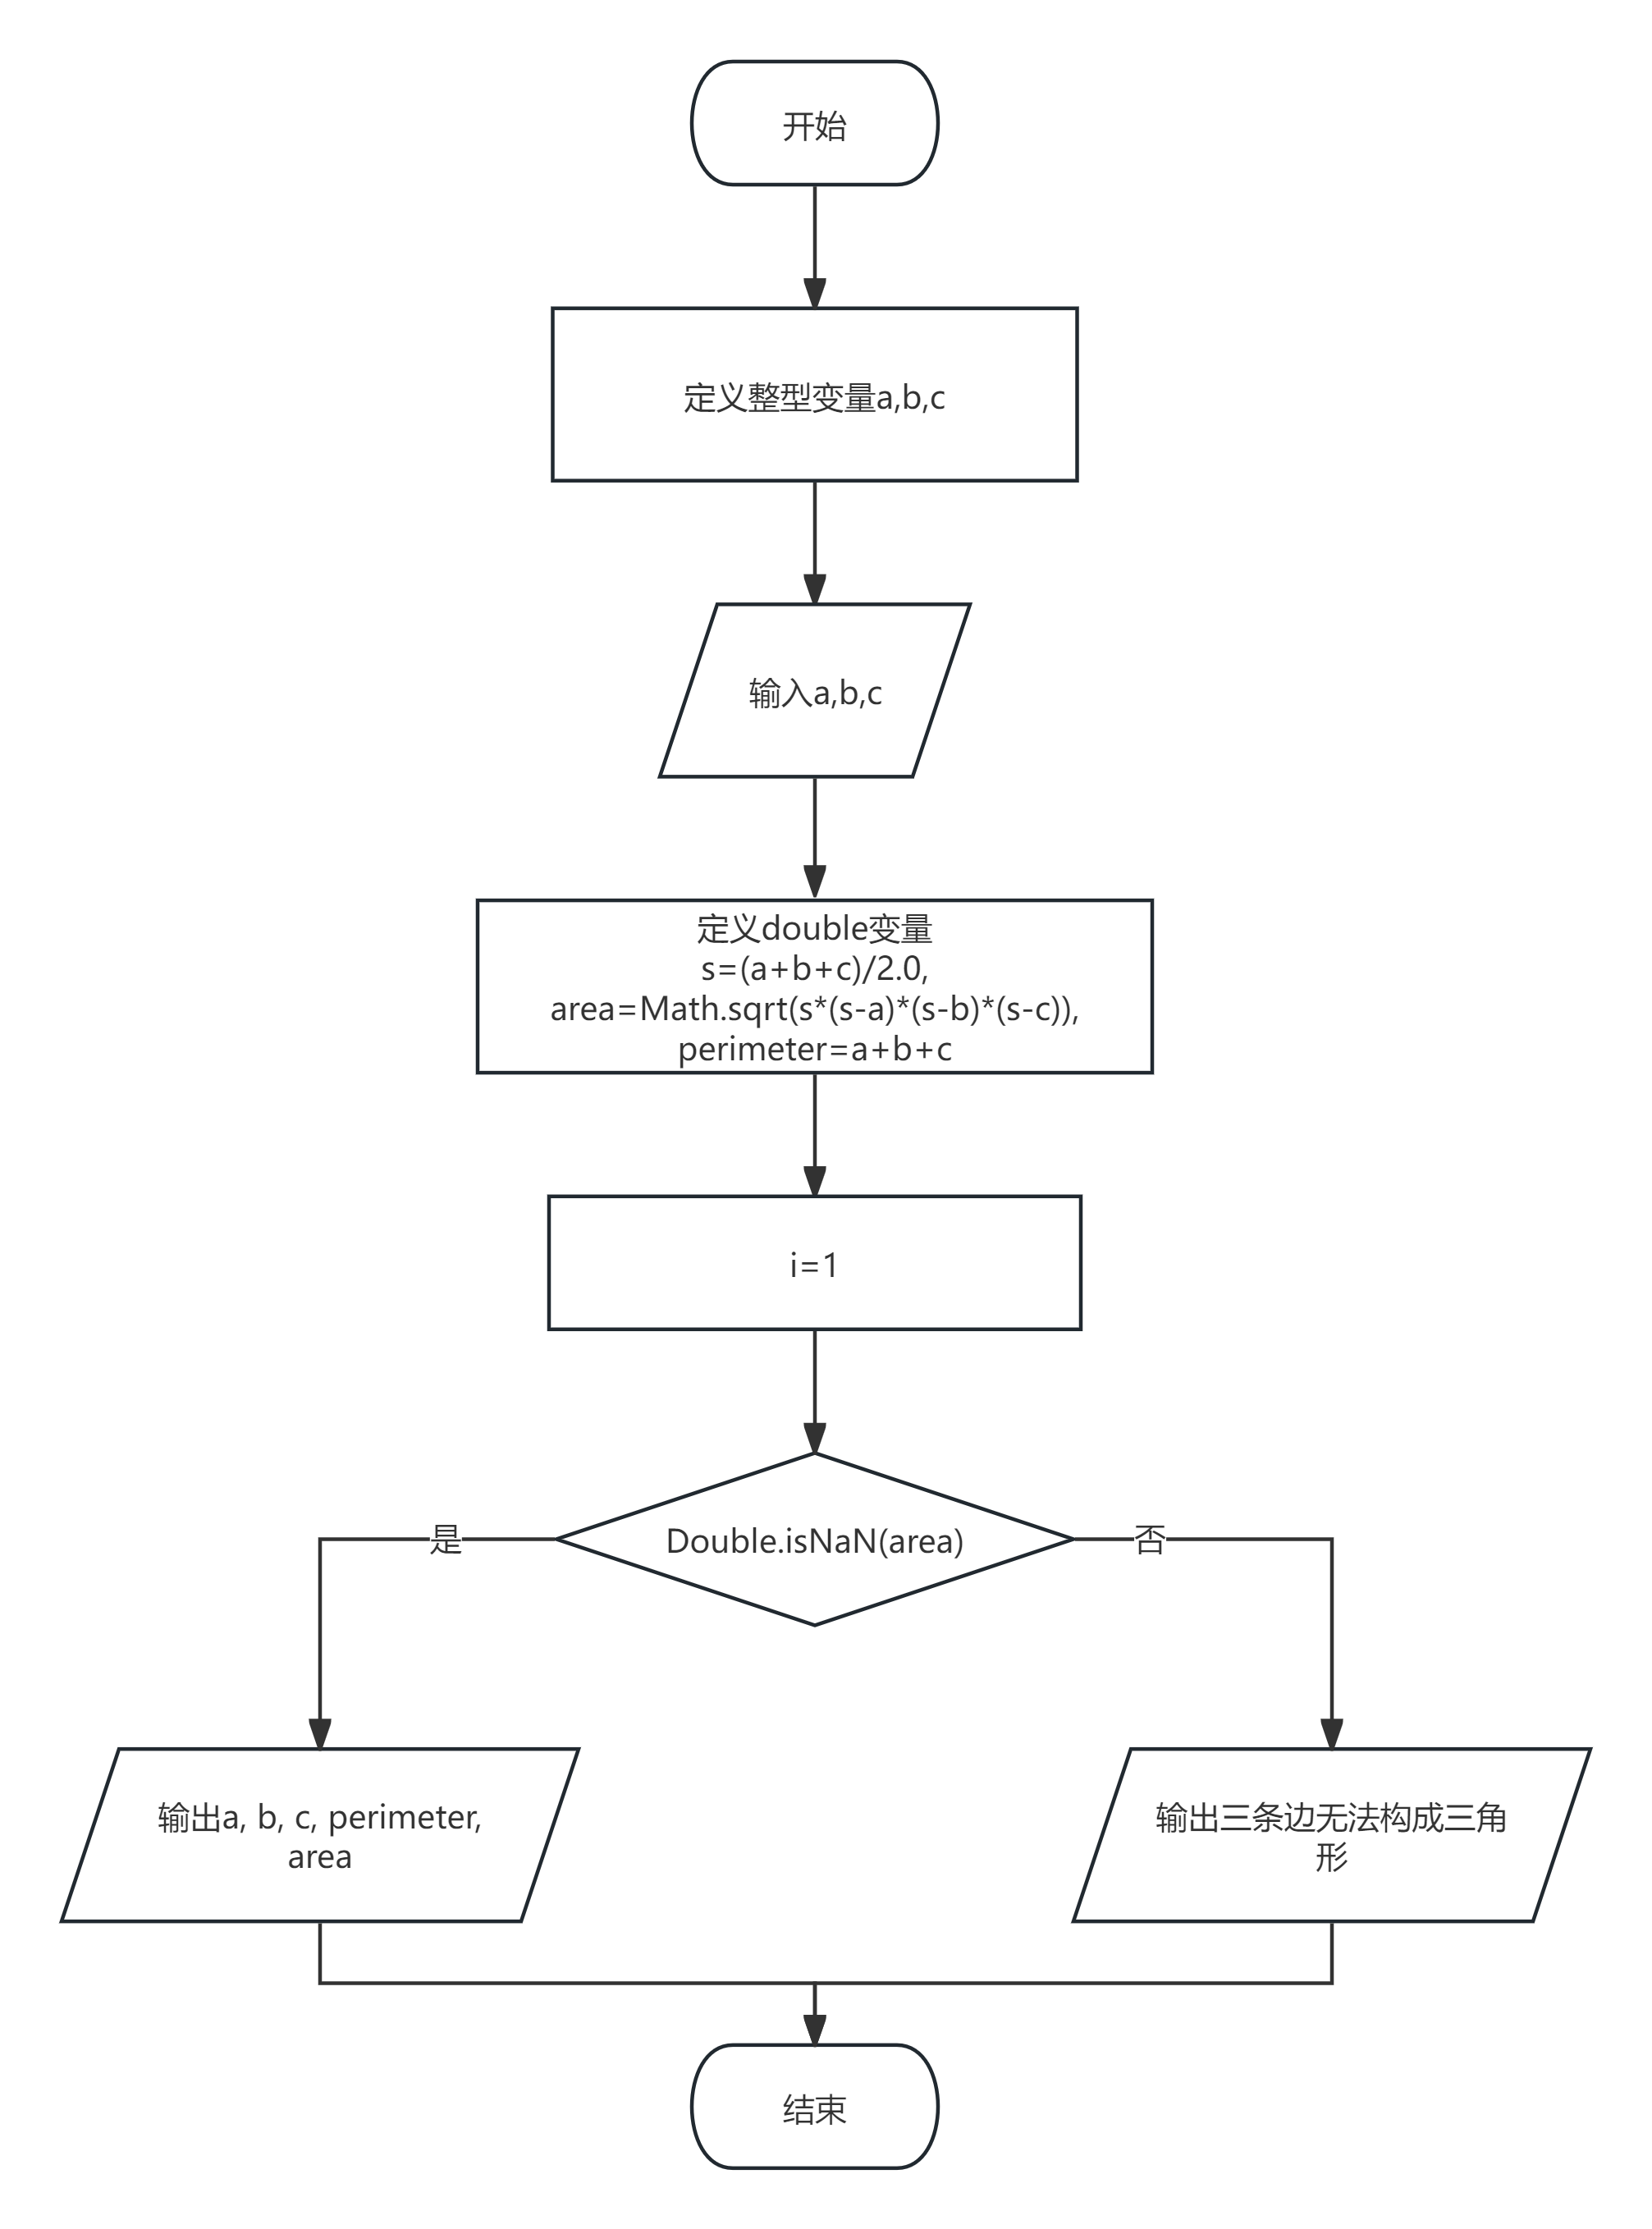 开始
定义整型变量a,b,c
输入a,b,c
定义double变量
s=(a+b+c)/2.0,
area=Math.sqrt(s*(s-a)*(s-b)*(s-c)),
perimeter=a+b+c
i=1
Double.isNaN(area)
是
否
输出a, b, c, perimeter,
area
输出三条边无法构成三角
形
结束